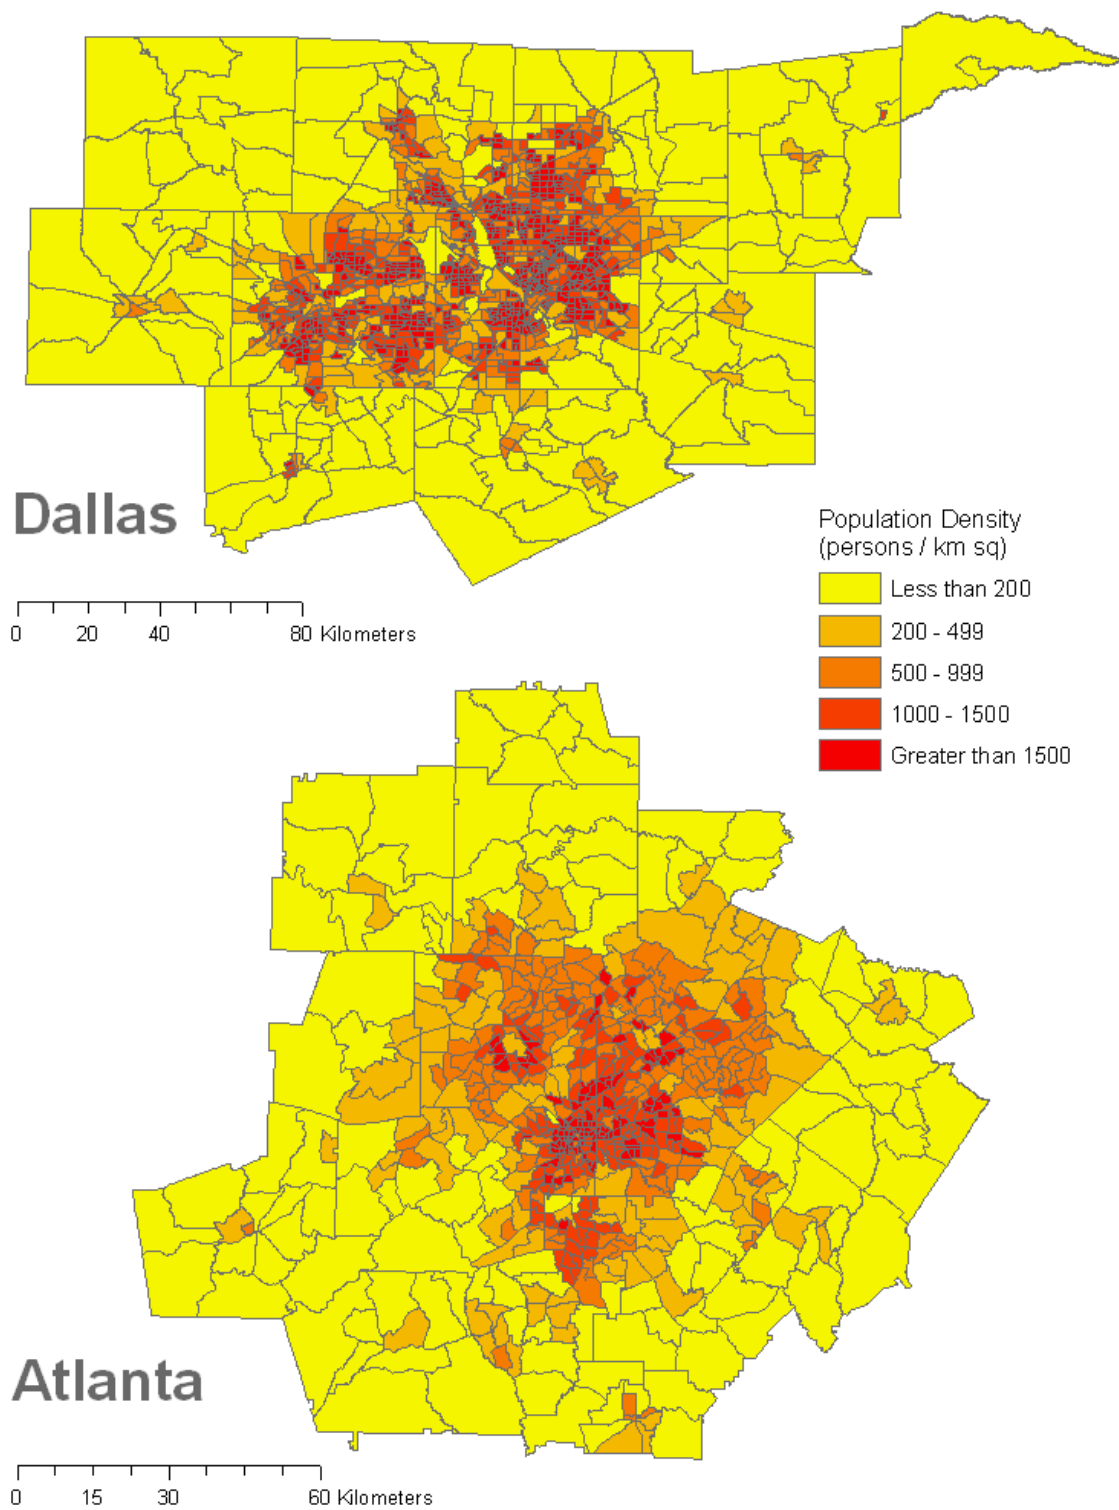 Dallas
0 20 40 80 Kilometers
Population Density
(persons / km sq)
Less than 200
200 - 499
500 - 999
1000 - 1500
Greater than 1500
Atlanta
0 15 30 60 Kilometers